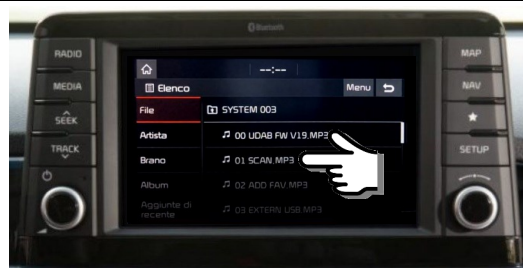 Bluetooth
RADIO
MEDIA
SEEK
TRACK
MAP
NAV
SETUP
--:--
Elenco
Menu
File
SYSTEM 003
Artista
00 UDAB FW V19.MP3
Brano
01 SCAN.MP3
Album
02 ADD FAV.MP3
Aggiunte di
recente
03 EXTERN USB.MP3